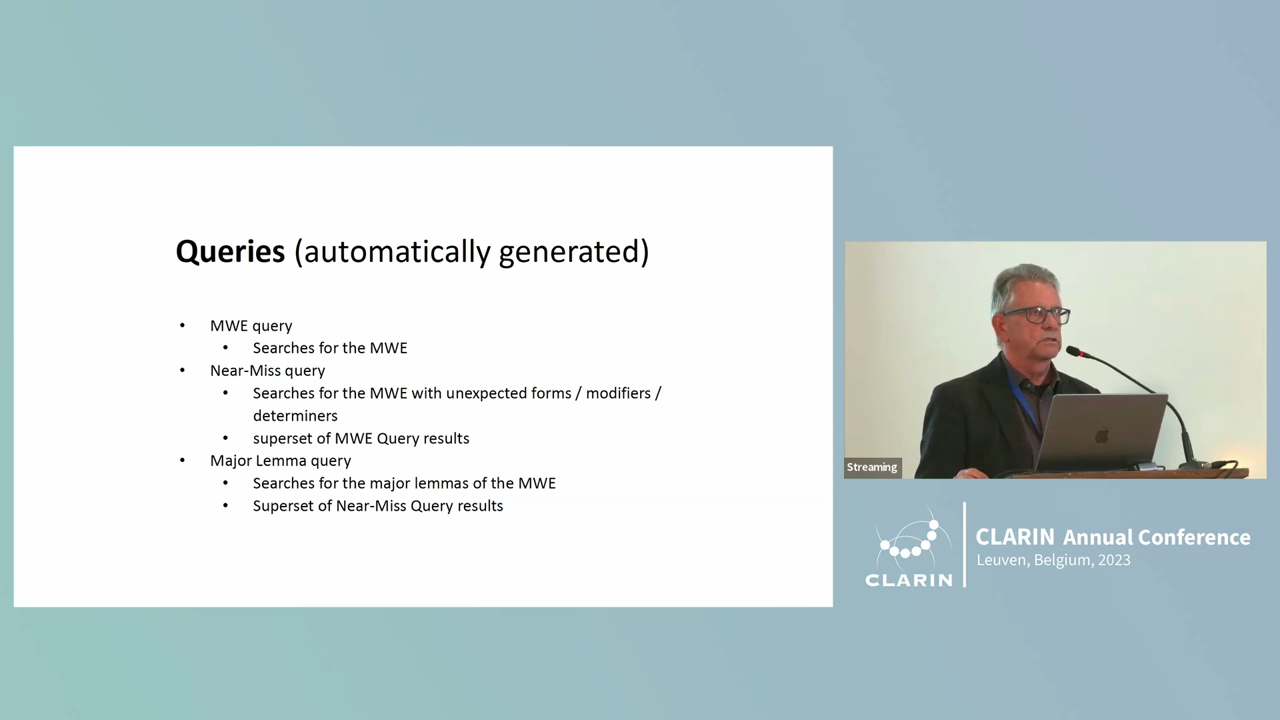 Queries (automatically generated)
• MWE query
• Searches for the MWE
• Near-Miss query
• Searches for the MWE with unexpected forms / modifiers /
determiners
• superset of MWE Query results
• Major Lemma query
• Searches for the major lemmas of the MWE
• Superset of Near-Miss Query results
Streaming
CLARIN
CLARIN Annual Conference
Leuven, Belgium, 2023